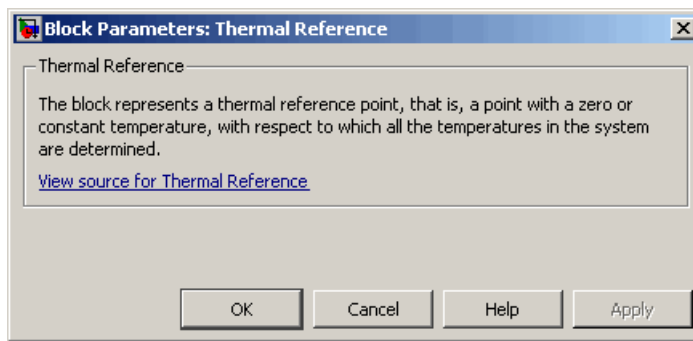 Block Parameters: Thermal Reference
Thermal Reference
The block represents a thermal reference point, that is, a point with a zero or
constant temperature, with respect to which all the temperatures in the system
are determined.
View source for Thermal Reference
OK Cancel Help Apply